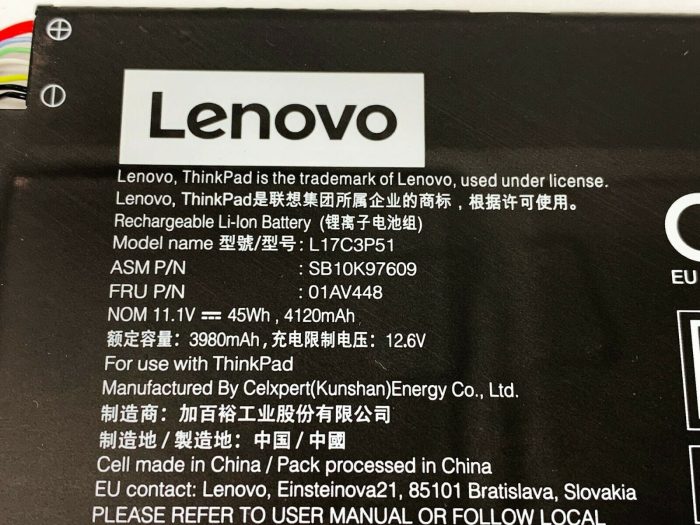 Lenovo
Lenovo, ThinkPad is the trademark of Lenovo, used under license.
Lenovo, ThinkPad是联想集团所属企业的商标，根据许可使用。
Rechargeable Li-Ion Battery (锂离子电池组)
Model name 型號/型号: L17C3P51
ASM P/N : SB10K97609
FRU P/N : 01AV448
NOM 11.1V ⎓ 45Wh , 4120mAh
额定容量: 3980mAh , 充电限制电压: 12.6V
For use with ThinkPad
Manufactured By Celxpert(Kunshan)Energy Co., Ltd.
制造商: 加百裕工业股份有限公司
制造地/製造地: 中国/中國
Cell made in China / Pack processed in China
EU contact: Lenovo, Einsteinova21, 85101 Bratislava, Slovakia
PLEASE REFER TO USER MANUAL OR FOLLOW LOCAL
EU